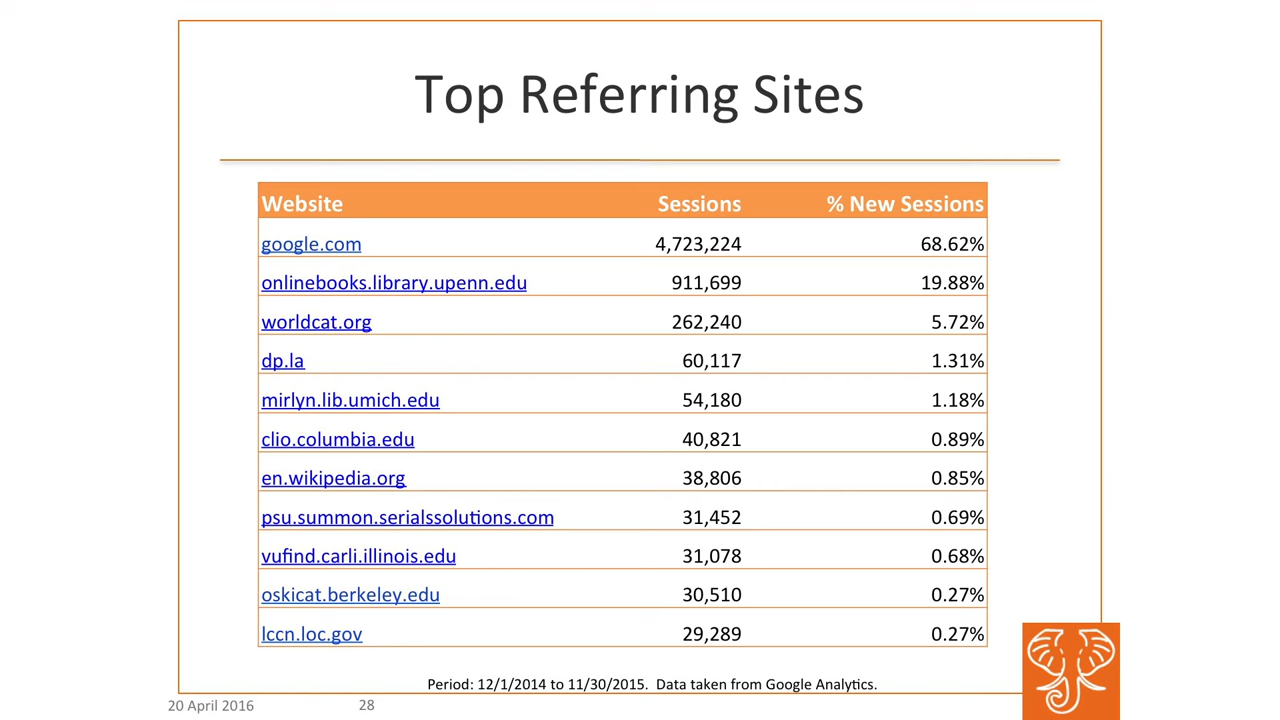 Top Referring Sites
Website Sessions % New Sessions
google.com 4,723,224 68.62%
onlinebooks.library.upenn.edu 911,699 19.88%
worldcat.org 262,240 5.72%
dp.la 60,117 1.31%
mirlyn.lib.umich.edu 54,180 1.18%
clio.columbia.edu 40,821 0.89%
en.wikipedia.org 38,806 0.85%
psu.summon.serialssolutions.com 31,452 0.69%
vufind.carli.illinois.edu 31,078 0.68%
oskicat.berkeley.edu 30,510 0.27%
lccn.loc.gov 29,289 0.27%
Period: 12/1/2014 to 11/30/2015. Data taken from Google Analytics.
20 April 2016 28